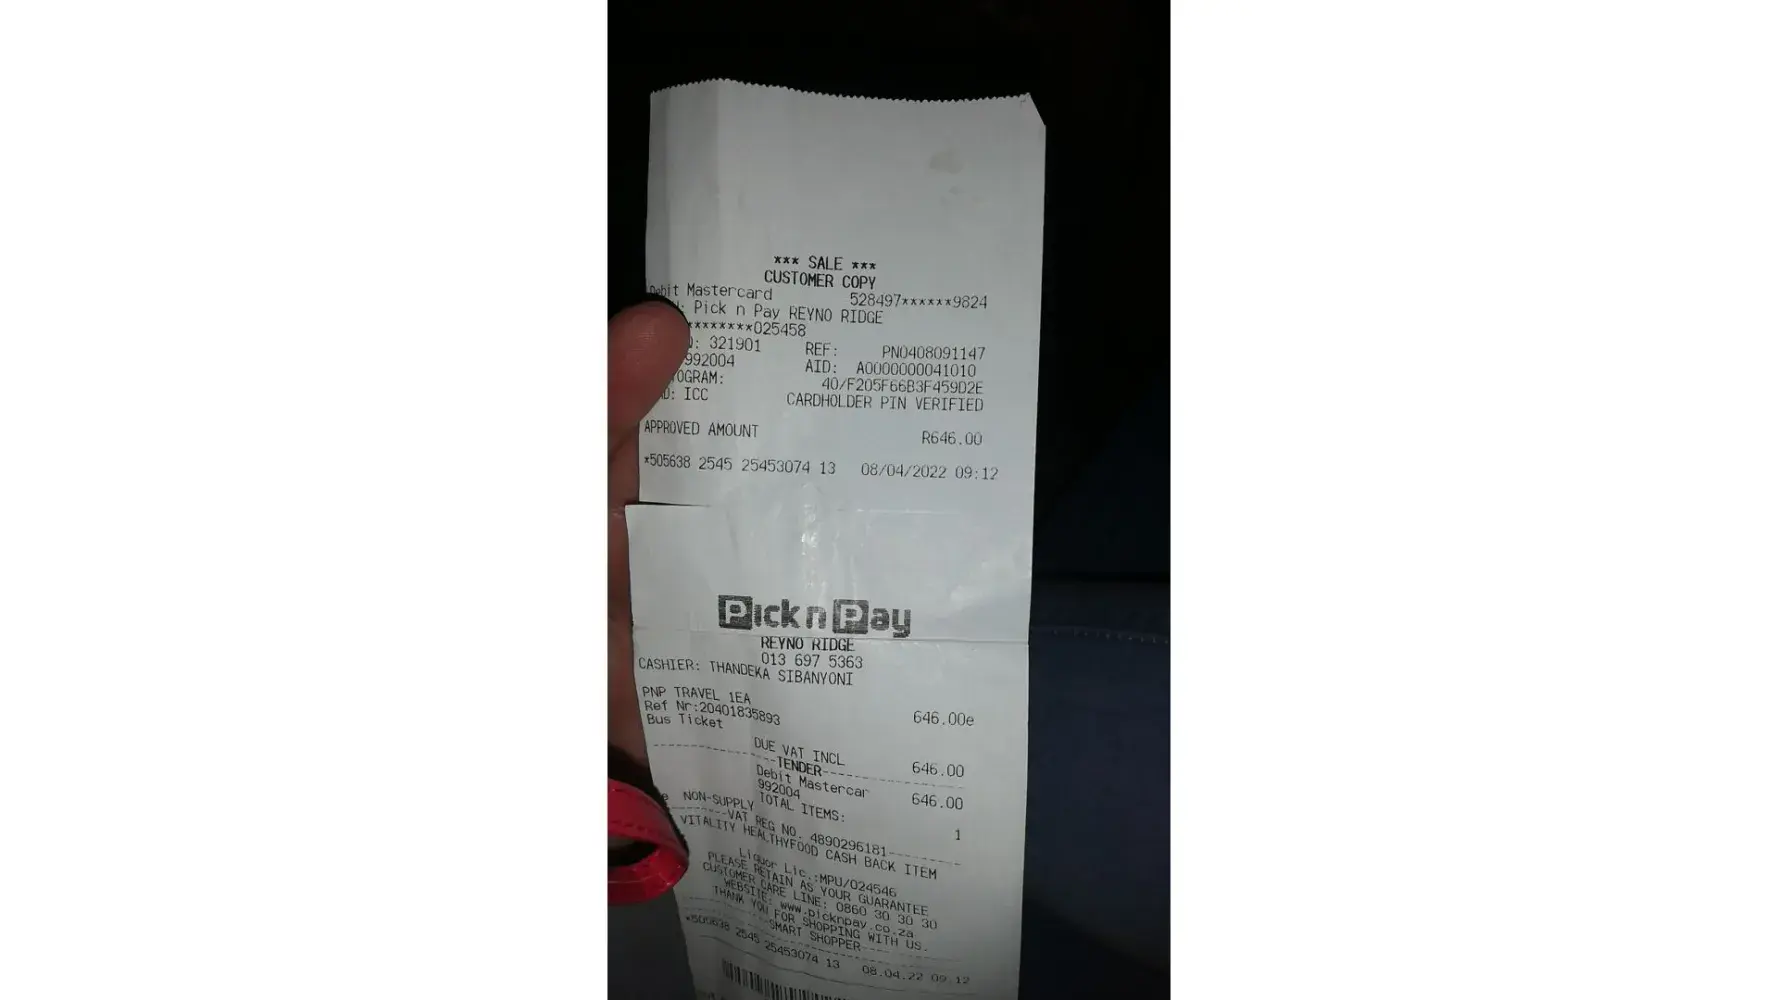 *** SALE ***
CUSTOMER COPY
Debit Mastercard 528497******9824
: Pick n Pay REYNO RIDGE
********025458
: 321901 REF: PN0408091147
992004 AID: A0000000041010
OGRAM: 40/F205F66B3F459D2E
D: ICC CARDHOLDER PIN VERIFIED
APPROVED AMOUNT R646.00
*505638 2545 25453074 13 08/04/2022 09:12
Pick n Pay
REYNO RIDGE
013 697 5363
CASHIER: THANDEKA SIBANYONI
PNP TRAVEL 1EA 646.00e
Ref Nr:20401835893
Bus Ticket
DUE VAT INCL 646.00
TENDER
Debit Mastercar 646.00
992004
TOTAL ITEMS: 1
e NON-SUPPLY
VAT REG NO. 4890296181
VITALITY HEALTHYFOOD CASH BACK ITEM
Liquor Lic.:MPU/024546
PLEASE RETAIN AS YOUR GUARANTEE
CUSTOMER CARE LINE: 0860 30 30 30
WEBSITE: www.picknpay.co.za
THANK YOU FOR SHOPPING WITH US.
SMART SHOPPER
*505638 2545 25453074 13 08.04.22 09 12